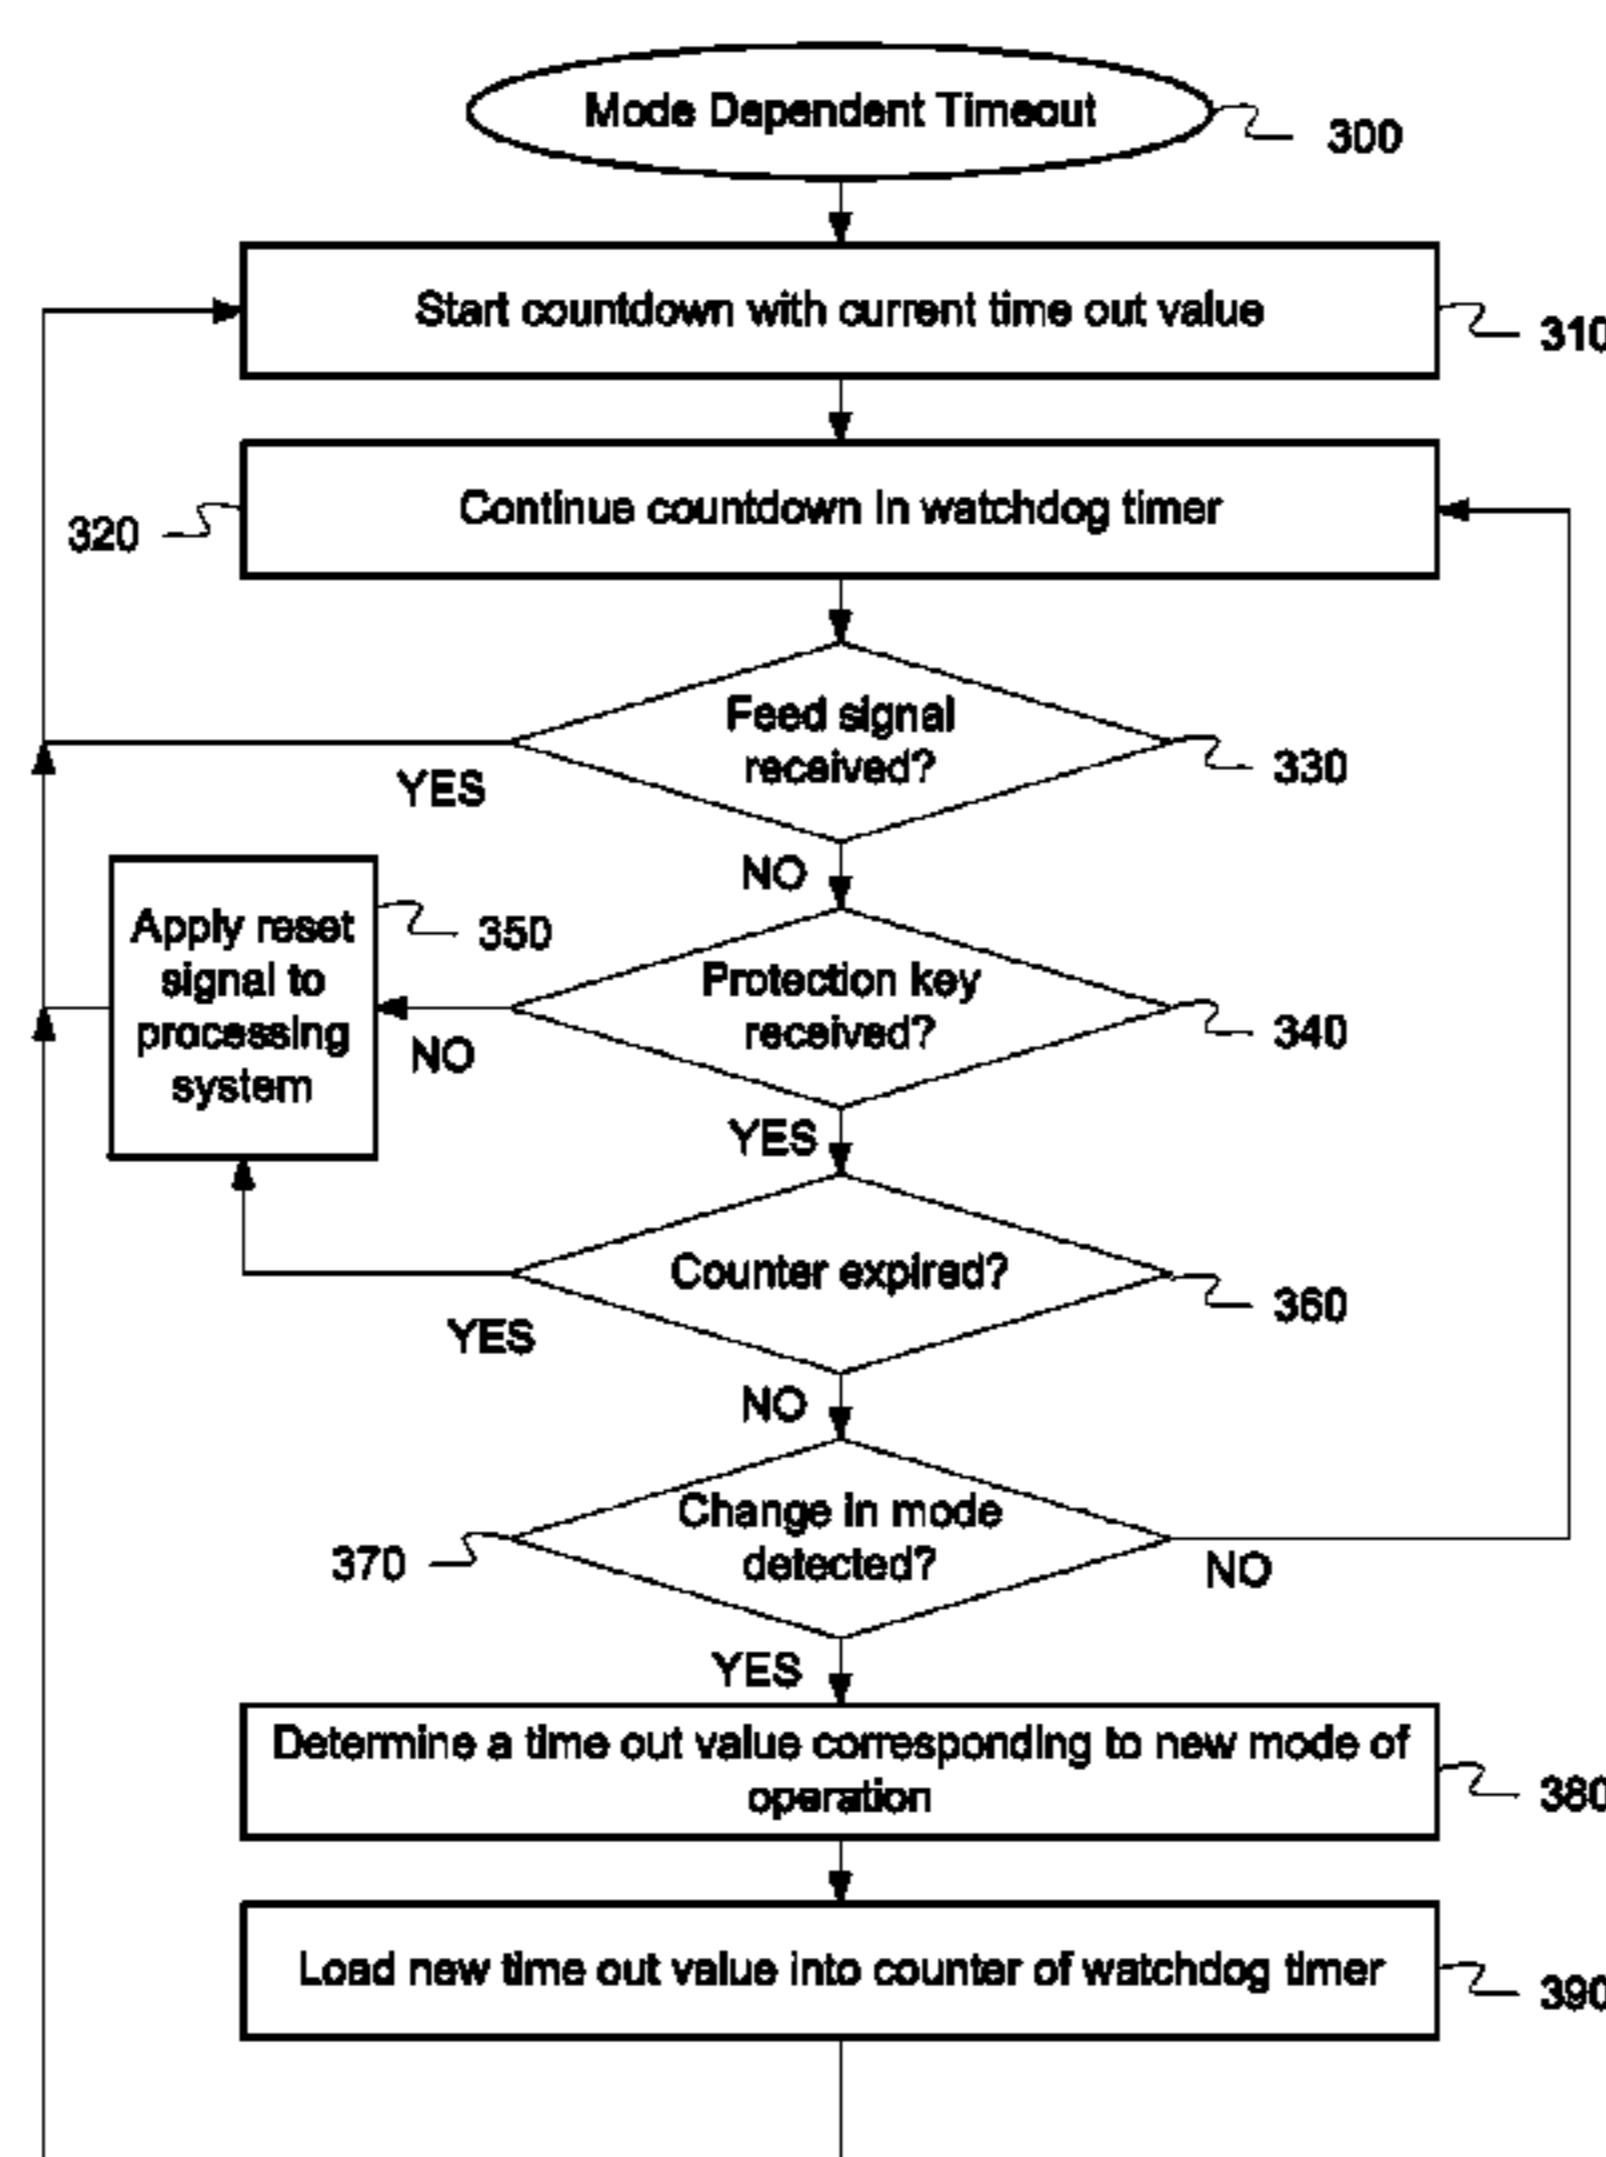 Mode Dependent Timeout
300
Start countdown with current time out value
310
Continue countdown in watchdog timer
320
Feed signal
received?
330
YES
NO
Apply reset
signal to
processing
system
350
Protection key
received?
340
NO
YES
Counter expired?
360
YES
NO
Change in mode
detected?
370
NO
YES
Determine a time out value corresponding to new mode of
operation
380
Load new time out value into counter of watchdog timer
390